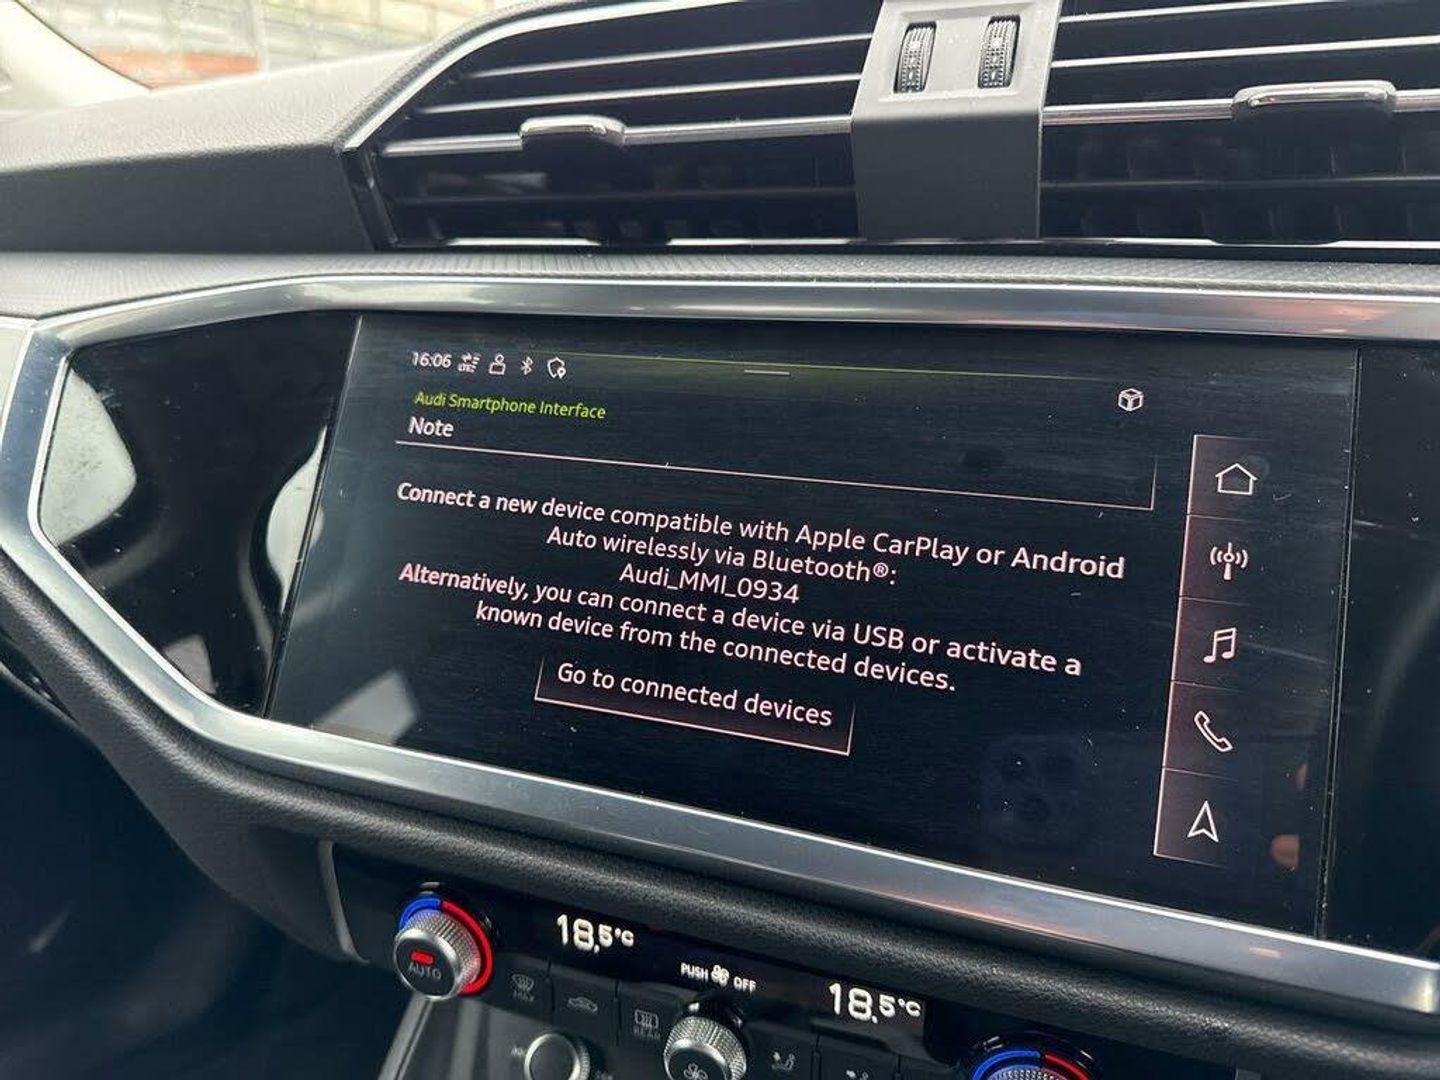 16:06 LTE
Audi Smartphone Interface
Note
Connect a new device compatible with Apple CarPlay or Android
Auto wirelessly via Bluetooth®:
Audi_MMI_0934
Alternatively, you can connect a device via USB or activate a
known device from the connected devices.
Go to connected devices
18,5°C
AUTO
PUSH OFF
18,5°C
MAX
REAR